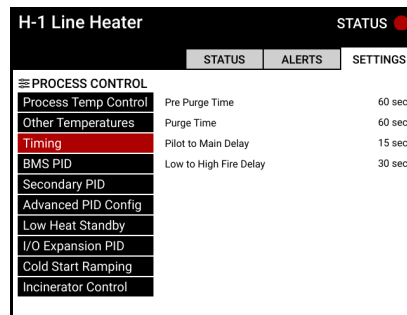 H-1 Line Heater
STATUS
STATUS ALERTS SETTINGS
PROCESS CONTROL
Process Temp Control
Other Temperatures
Timing
BMS PID
Secondary PID
Advanced PID Config
Low Heat Standby
I/O Expansion PID
Cold Start Ramping
Incinerator Control
Pre Purge Time 60 sec
Purge Time 60 sec
Pilot to Main Delay 15 sec
Low to High Fire Delay 30 sec